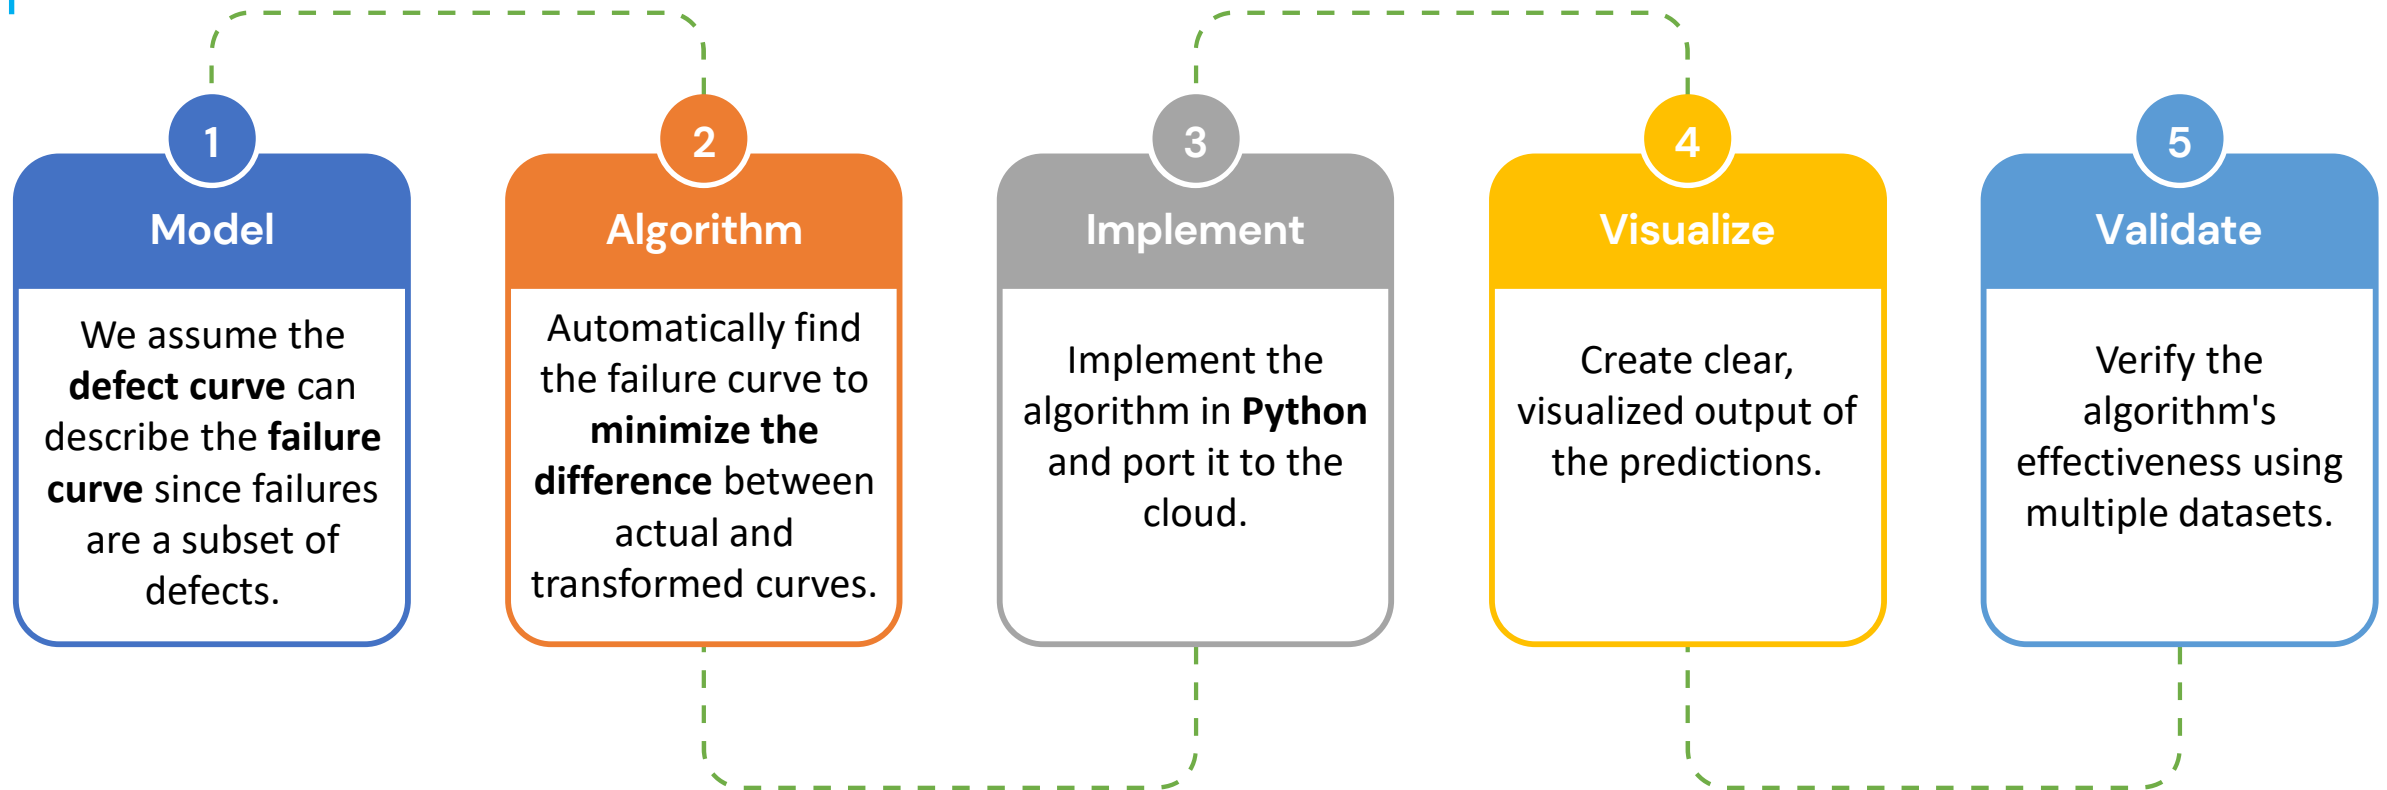 1
Model
We assume the
defect curve can
describe the failure
curve since failures
are a subset of
defects.
2
Algorithm
Automatically find
the failure curve to
minimize the
difference between
actual and
transformed curves.
3
Implement
Implement the
algorithm in Python
and port it to the
cloud.
4
Visualize
Create clear,
visualized output of
the predictions.
5
Validate
Verify the
algorithm's
effectiveness using
multiple datasets.